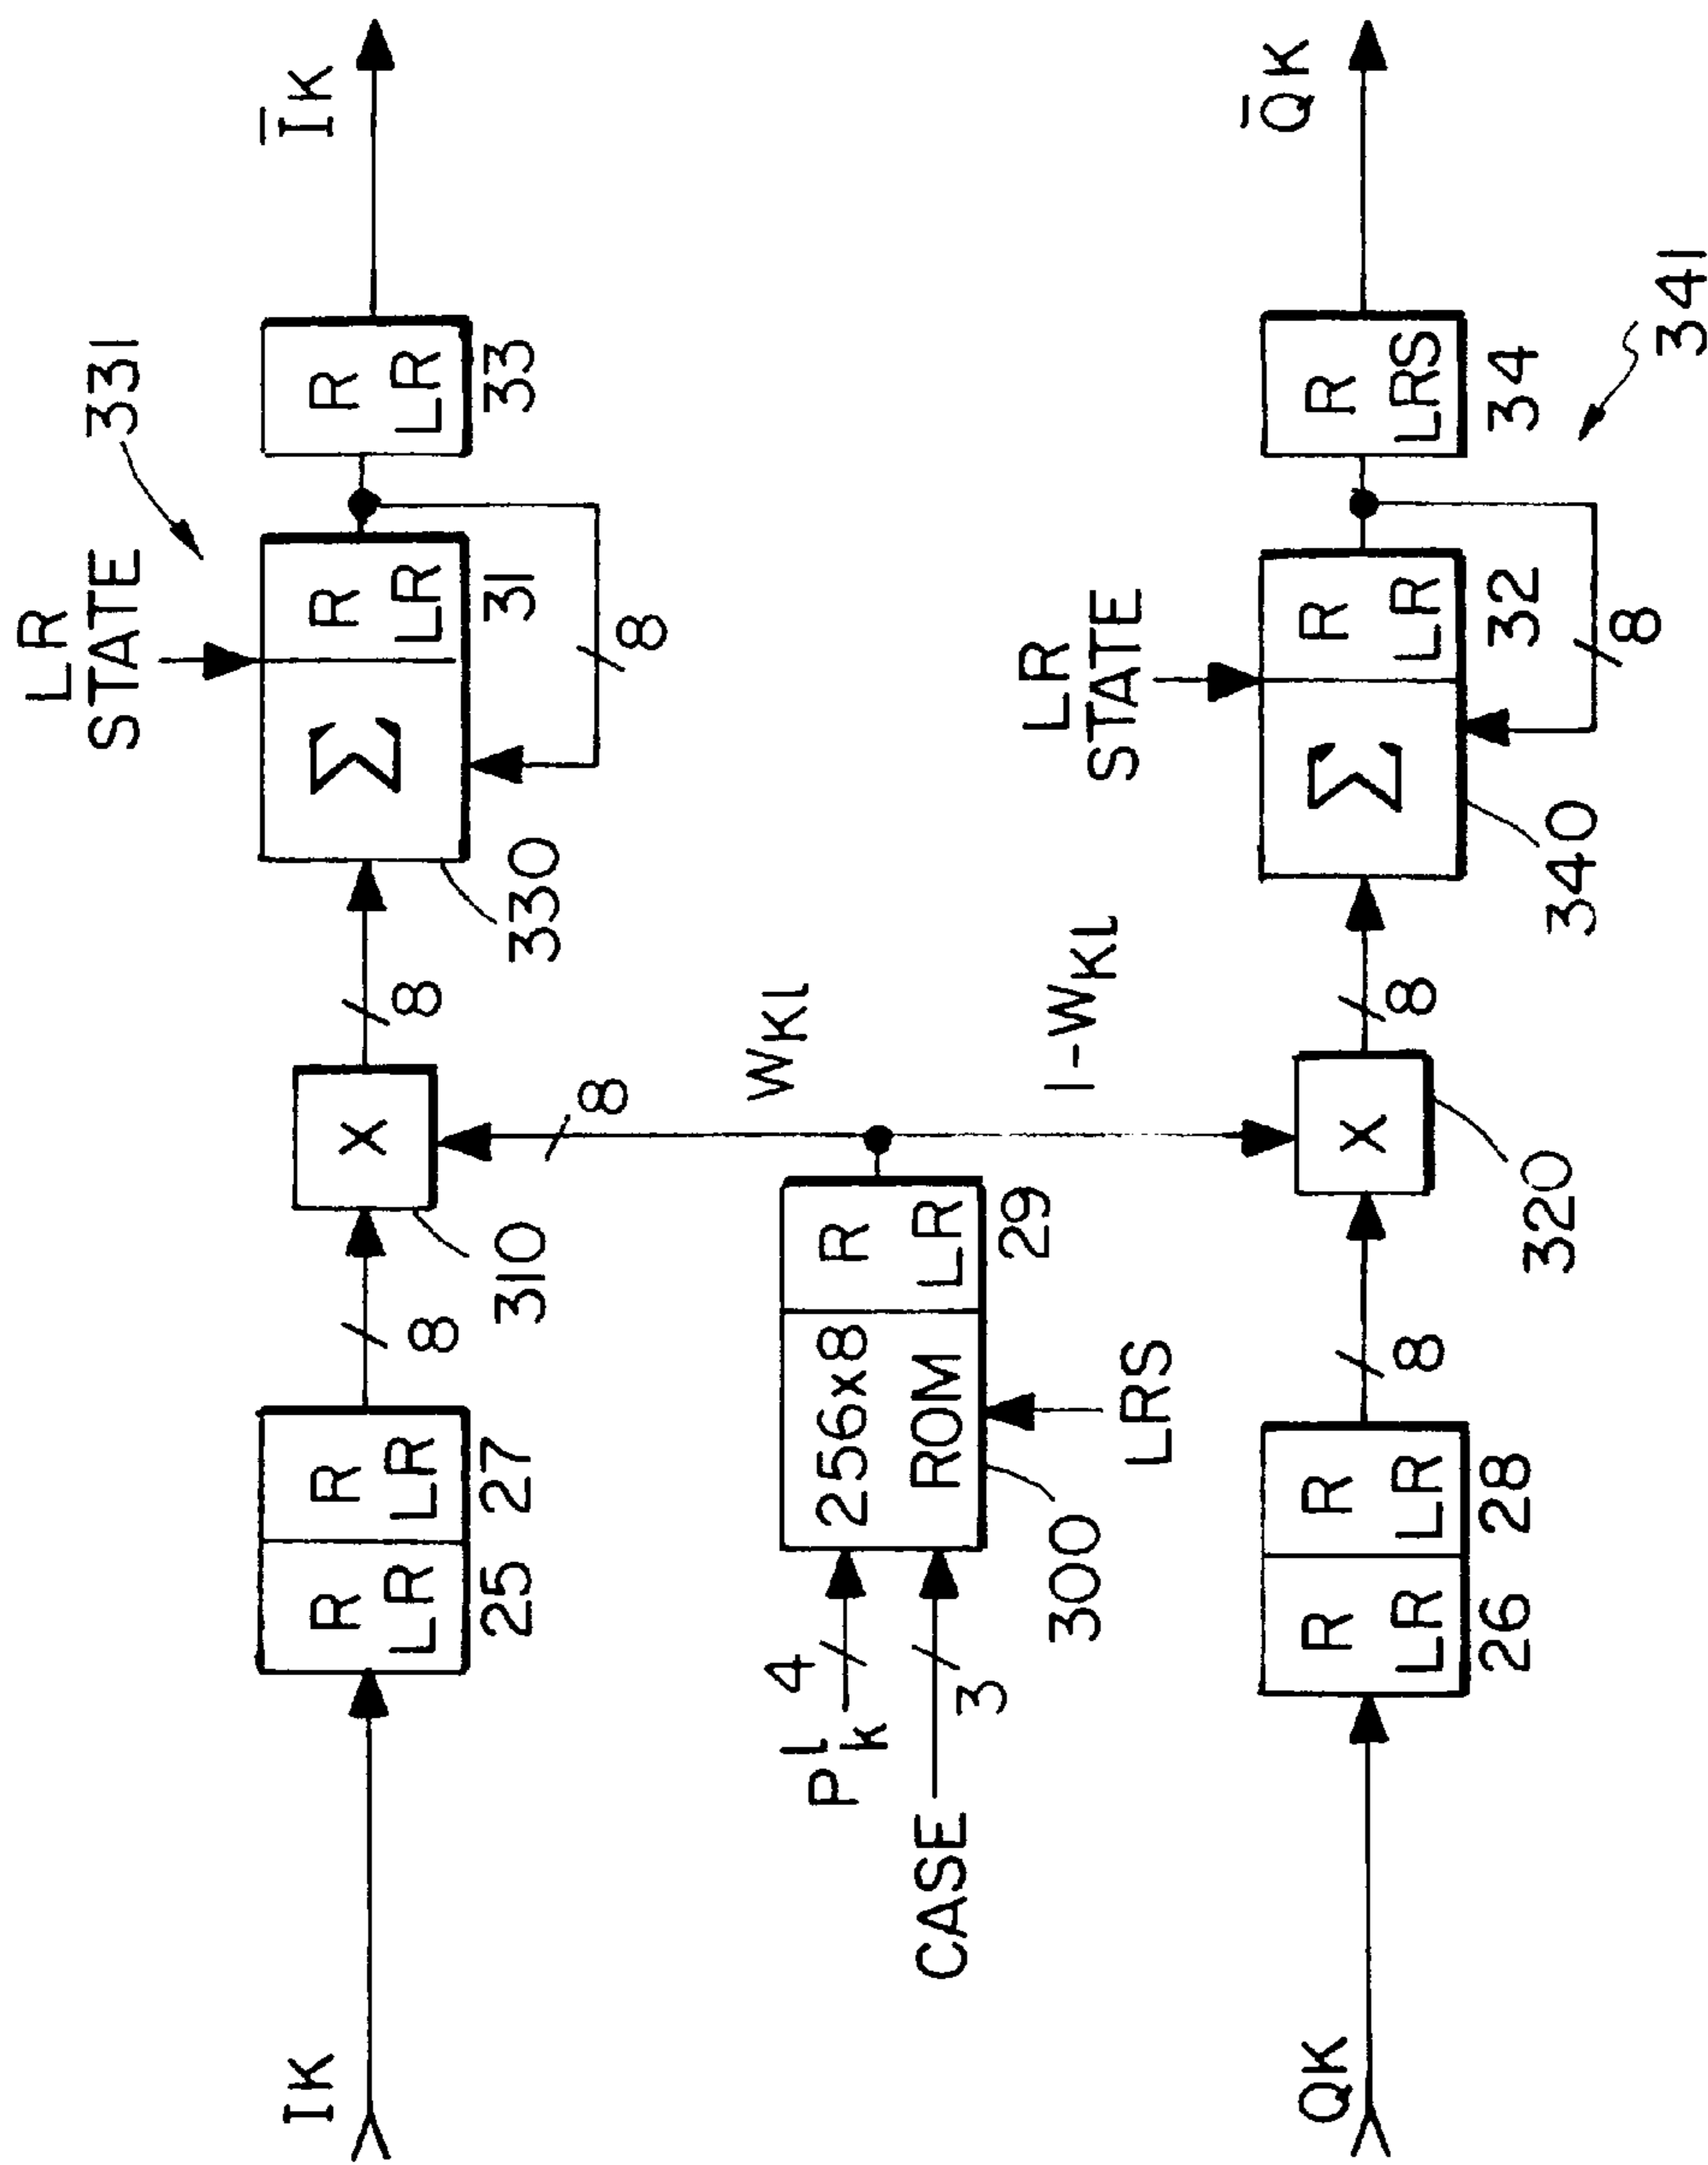 IK
R
LR
25
R
LR
27
8
310
X
8
330
Σ
LR
STATE
R
LR
31
8
331
R
LR
33
ĪK
P
l
k
4
CASE
3
300
256x8
ROM
LRS
R
LR
29
8
WKl
1-WKL
QK
R
LR
26
R
LR
28
8
320
X
8
340
Σ
LR
STATE
R
LR
32
8
R
LRS
34
341
Q̄K